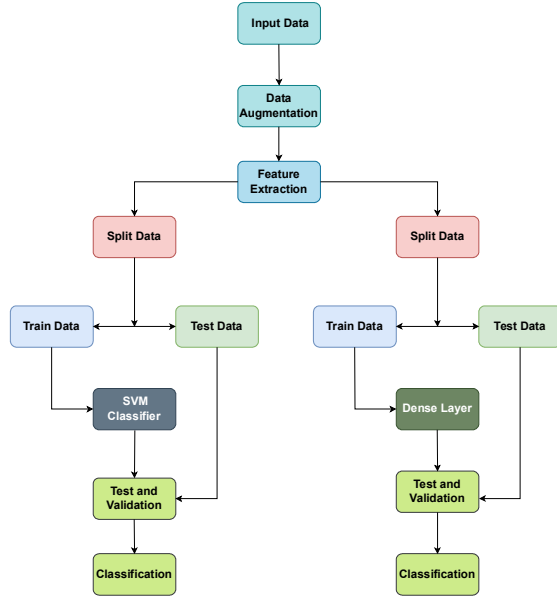 Input Data
Data
Augmentation
Feature
Extraction
Split Data
Split Data
Train Data
Test Data
Train Data
Test Data
SVM
Classifier
Dense Layer
Test and
Validation
Test and
Validation
Classification
Classification